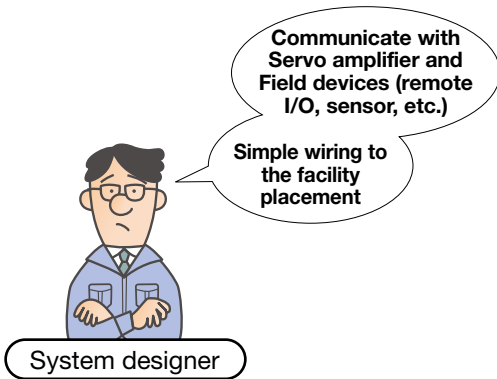 Communicate with
Servo amplifier and
Field devices (remote
I/O, sensor, etc.)
Simple wiring to
the facility
placement
System designer